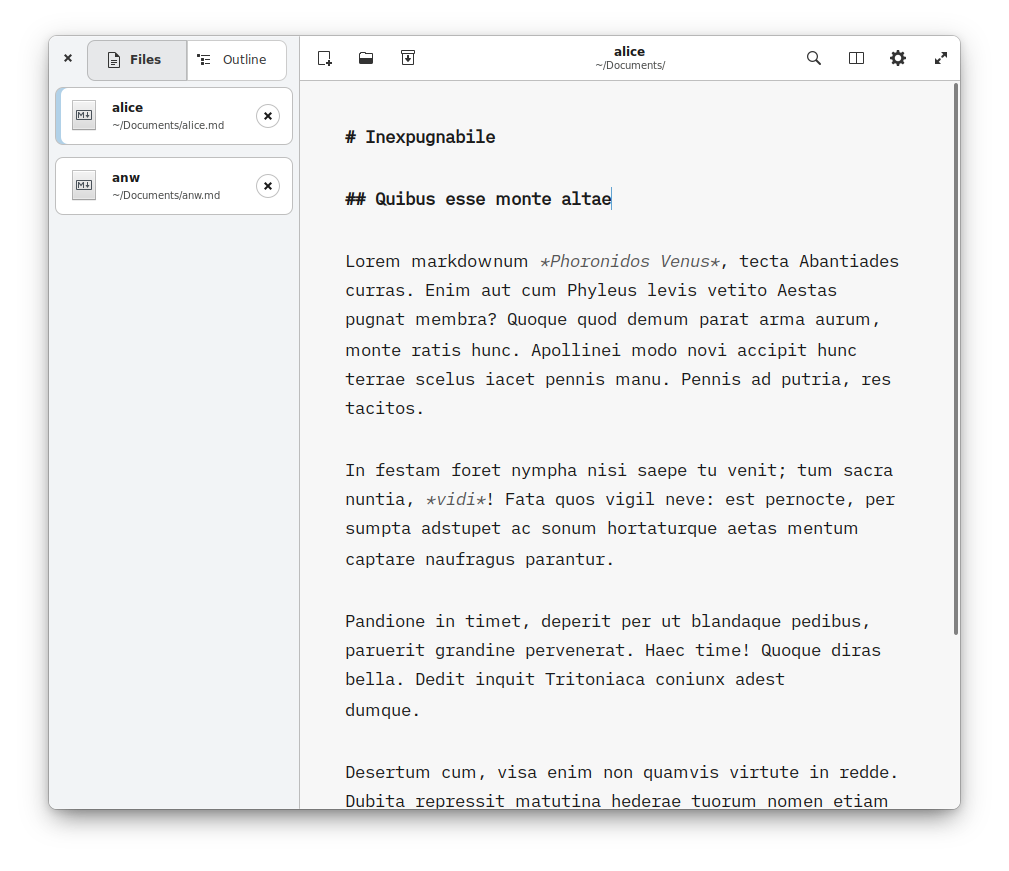 Files
Outline
alice
~/Documents/
alice
~/Documents/alice.md
anw
~/Documents/anw.md
# Inexpugnabile
## Quibus esse monte altae
Lorem markdownum *Phoronidos Venus*, tecta Abantiades
curras. Enim aut cum Phyleus levis vetito Aestas
pugnat membra? Quoque quod demum parat arma aurum,
monte ratis hunc. Apollinei modo novi accipit hunc
terrae scelus iacet pennis manu. Pennis ad putria, res
tacitos.
In festam foret nympha nisi saepe tu venit; tum sacra
nuntia, *vidi*! Fata quos vigil neve: est pernocte, per
sumpta adstupet ac sonum hortaturque aetas mentum
captare naufragus parantur.
Pandione in timet, deperit per ut blandaque pedibus,
paruerit grandine pervenerat. Haec time! Quoque diras
bella. Dedit inquit Tritoniaca coniunx adest
dumque.
Desertum cum, visa enim non quamvis virtute in redde.
Dubita repressit matutina hederae tuorum nomen etiam